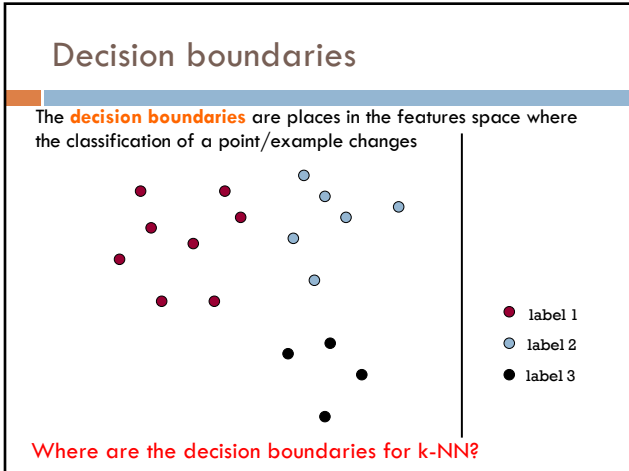 Decision boundaries
The decision boundaries are places in the features space where
the classification of a point/example changes
label 1
label 2
label 3
Where are the decision boundaries for k-NN?